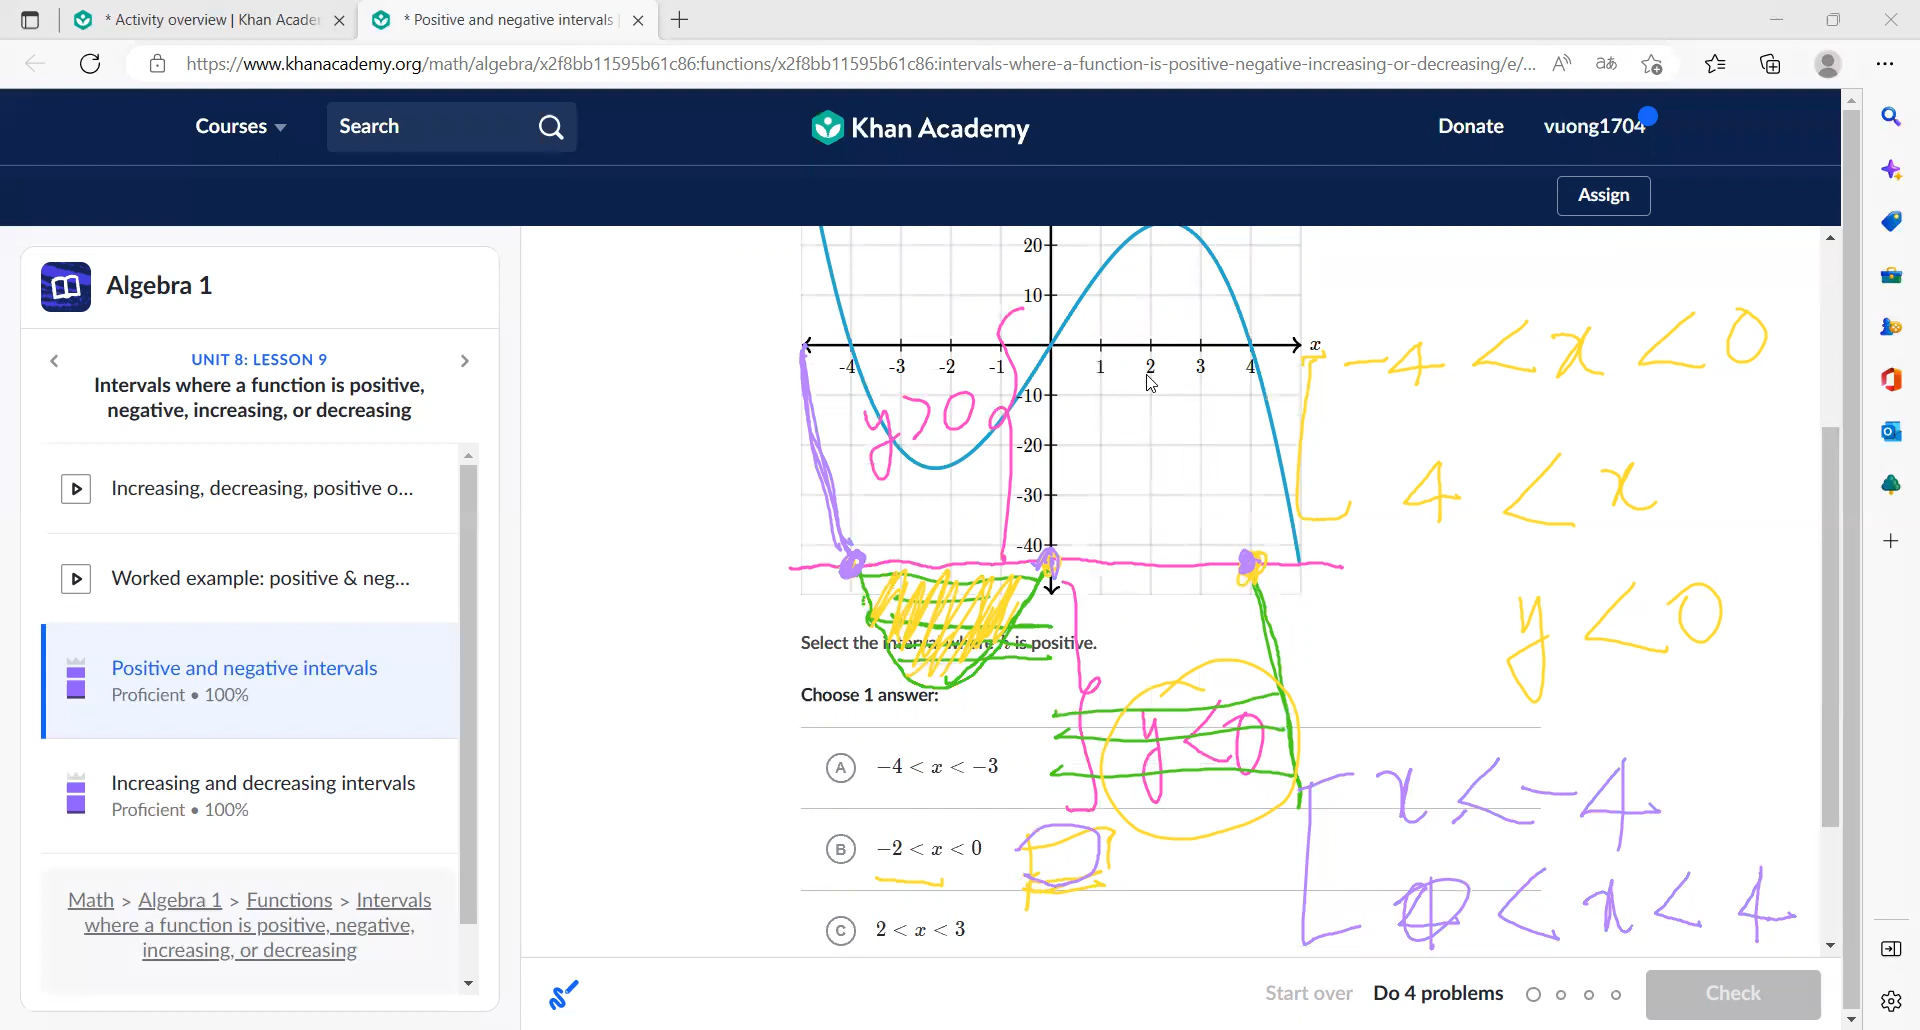 * Activity overview | Khan Acade
* Positive and negative intervals |
https://www.khanacademy.org/math/algebra/x2f8bb11595b61c86:functions/x2f8bb11595b61c86:intervals-where-a-function-is-positive-negative-increasing-or-decreasing/e/...
Courses
Search
Khan Academy
Donate
vuong1704
Assign
Algebra 1
UNIT 8: LESSON 9
Intervals where a function is positive,
negative, increasing, or decreasing
Increasing, decreasing, positive o...
Worked example: positive & neg...
Positive and negative intervals
Proficient • 100%
Increasing and decreasing intervals
Proficient • 100%
Math > Algebra 1 > Functions > Intervals
where a function is positive, negative,
increasing, or decreasing
20
10
x
-4 -3 -2 -1 1 2 3 4
-10
-20
-30
-40
y>0
-4 < x < 0
4 < x
y < 0
Select the interval where h is positive.
Choose 1 answer:
y < 0
A -4 < x < -3
B -2 < x < 0
C 2 < x < 3
x < -4
0 < x < 4
Start over
Do 4 problems
Check